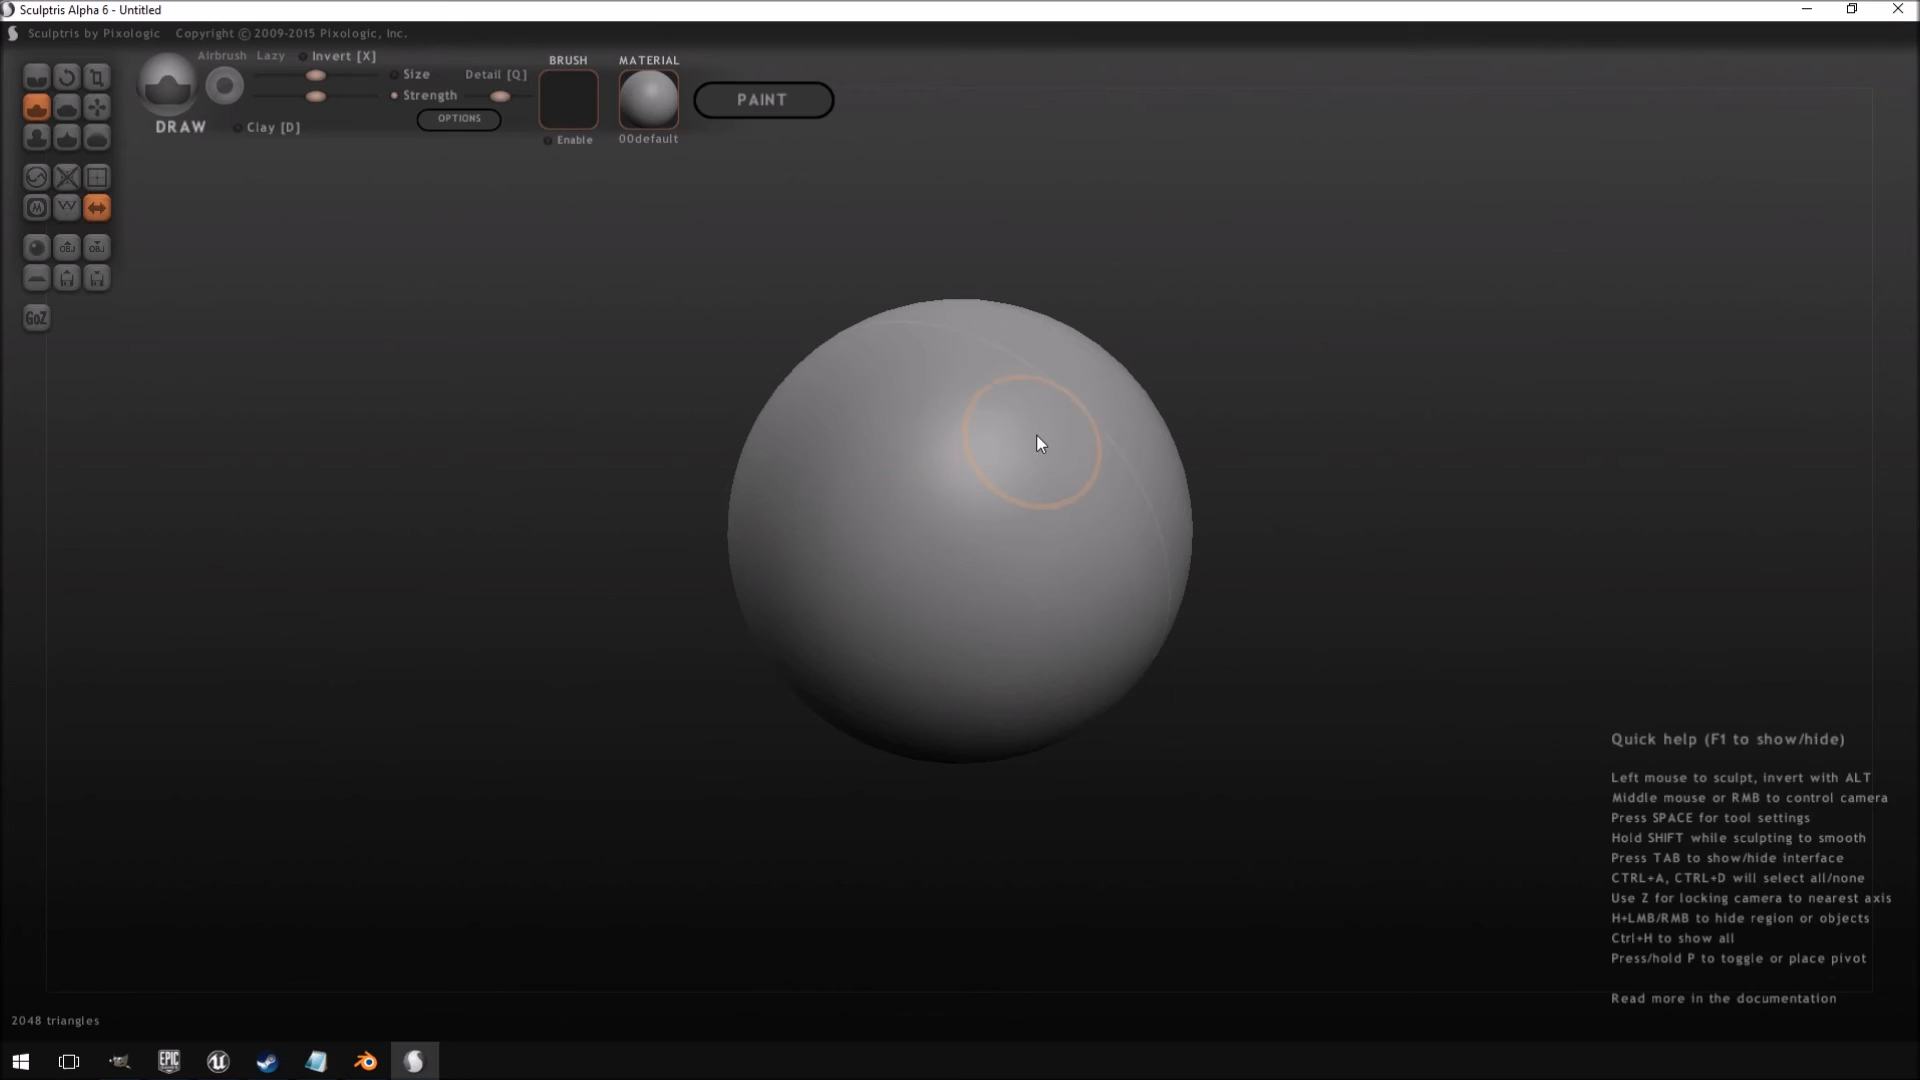 Sculptris Alpha 6 - Untitled
Sculptris by Pixologic Copyright © 2009-2015 Pixologic, Inc.
Airbrush Lazy Invert [X]
Size Detail [Q]
Strength
OPTIONS
DRAW
Clay [D]
BRUSH
Enable
MATERIAL
00default
PAINT
OBJ OBJ
GoZ
Quick help (F1 to show/hide)
Left mouse to sculpt, invert with ALT
Middle mouse or RMB to control camera
Press SPACE for tool settings
Hold SHIFT while sculpting to smooth
Press TAB to show/hide interface
CTRL+A, CTRL+D will select all/none
Use Z for locking camera to nearest axis
H+LMB/RMB to hide region or objects
Ctrl+H to show all
Press/hold P to toggle or place pivot
Read more in the documentation
2048 triangles
EPIC